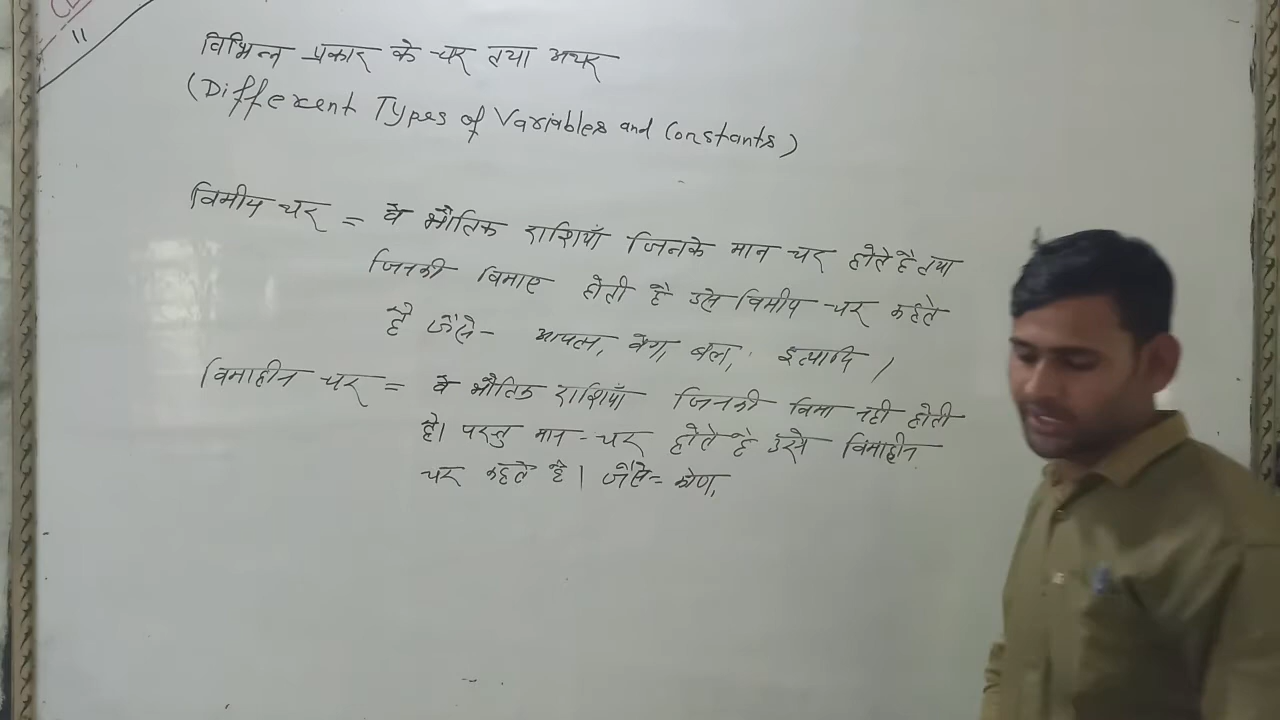 11
विभिन्न प्रकार के चर तथा अचर
(Different Types of Variables and Constants)
विमीय चर = वे भौतिक राशियाँ जिनके मान चर होते है तथा
जिनकी विमाए होती है उसे विमीय चर कहते
है जैसे- आयतन, वेग, बल, इत्यादि /
विमाहीन चर = वे भौतिक राशियाँ जिनकी विमा नही होती
है। परन्तु मान चर होते है उसे विमाहीन
चर कहते है। जैसे- कोण,